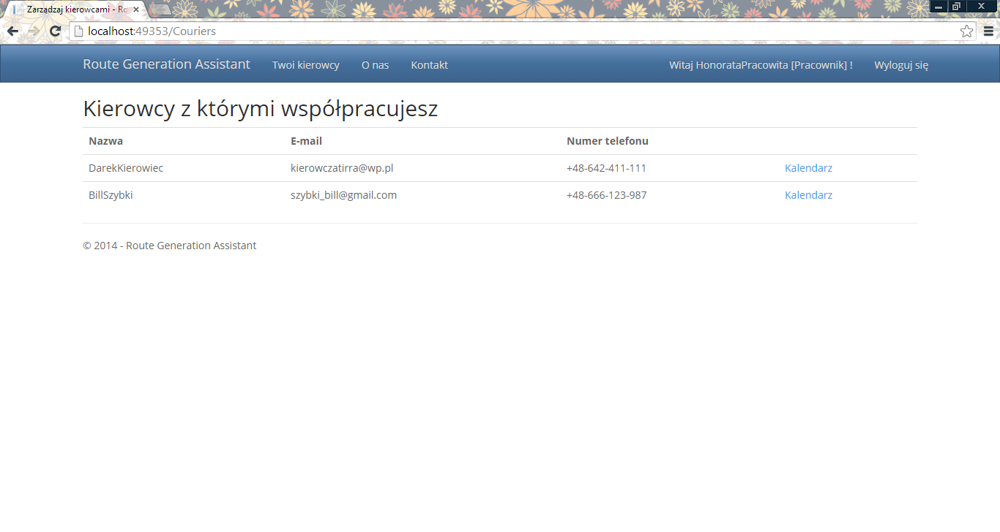 Zarządzaj kierowcami - Ro
localhost:49353/Couriers
Route Generation Assistant Twoi kierowcy O nas Kontakt Witaj HonorataPracowita [Pracownik] ! Wyloguj się
Kierowcy z którymi współpracujesz
Nazwa E-mail Numer telefonu
DarekKierowiec kierowczatirra@wp.pl +48-642-411-111 Kalendarz
BillSzybki szybki_bill@gmail.com +48-666-123-987 Kalendarz
© 2014 - Route Generation Assistant